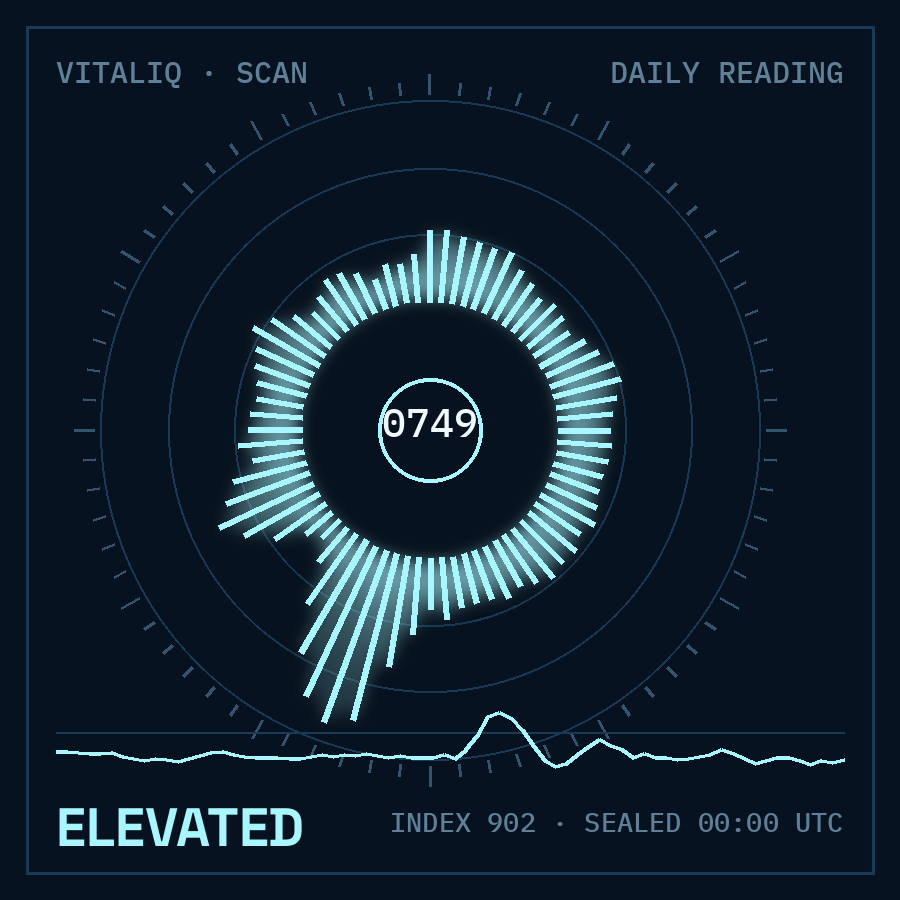 VITALIQ · SCAN
DAILY READING
0749
ELEVATED
INDEX 902 · SEALED 00:00 UTC